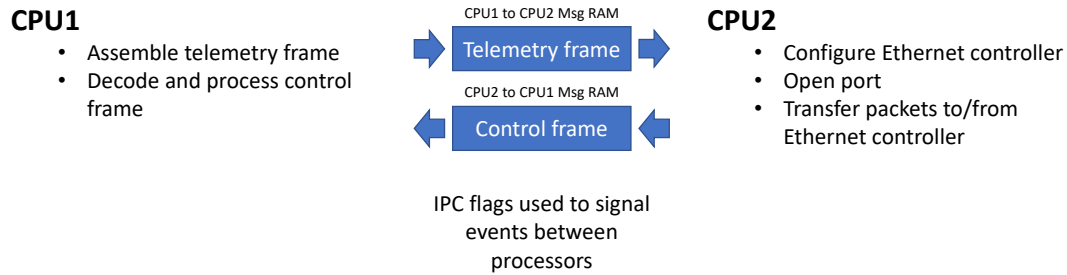 CPU1
• Assemble telemetry frame
• Decode and process control
frame
CPU1 to CPU2 Msg RAM
Telemetry frame
CPU2 to CPU1 Msg RAM
Control frame
IPC flags used to signal
events between
processors
CPU2
• Configure Ethernet controller
• Open port
• Transfer packets to/from
Ethernet controller